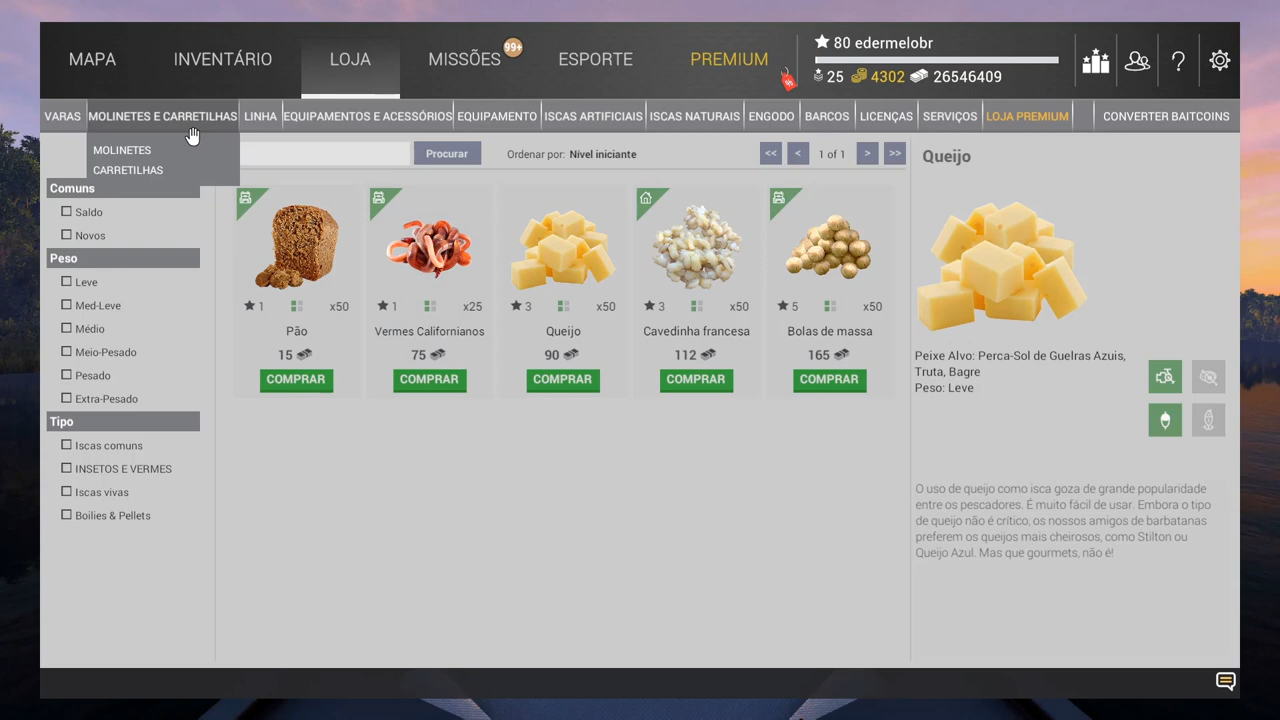 MAPA
INVENTÁRIO
LOJA
MISSÕES
99+
ESPORTE
PREMIUM
80 edermelobr
25 4302 26546409
?
VARAS
MOLINETES E CARRETILHAS
LINHA
EQUIPAMENTOS E ACESSÓRIOS
EQUIPAMENTO
ISCAS ARTIFICIAIS
ISCAS NATURAIS
ENGODO
BARCOS
LICENÇAS
SERVIÇOS
LOJA PREMIUM
CONVERTER BAITCOINS
MOLINETES
CARRETILHAS
Procurar
Ordenar por: Nível iniciante
<<
<
1 of 1
>
>>
Comuns
Saldo
Novos
Peso
Leve
Med-Leve
Médio
Meio-Pesado
Pesado
Extra-Pesado
Tipo
Iscas comuns
INSETOS E VERMES
Iscas vivas
Boilies & Pellets
1 x50
Pão
15
COMPRAR
1 x25
Vermes Californianos
75
COMPRAR
3 x50
Queijo
90
COMPRAR
3 x50
Cavedinha francesa
112
COMPRAR
5 x50
Bolas de massa
165
COMPRAR
Queijo
Peixe Alvo: Perca-Sol de Guelras Azuis,
Truta, Bagre
Peso: Leve
O uso de queijo como isca goza de grande popularidade
entre os pescadores. É muito fácil de usar. Embora o tipo
de queijo não é crítico, os nossos amigos de barbatanas
preferem os queijos mais cheirosos, como Stilton ou
Queijo Azul. Mas que gourmets, não é!